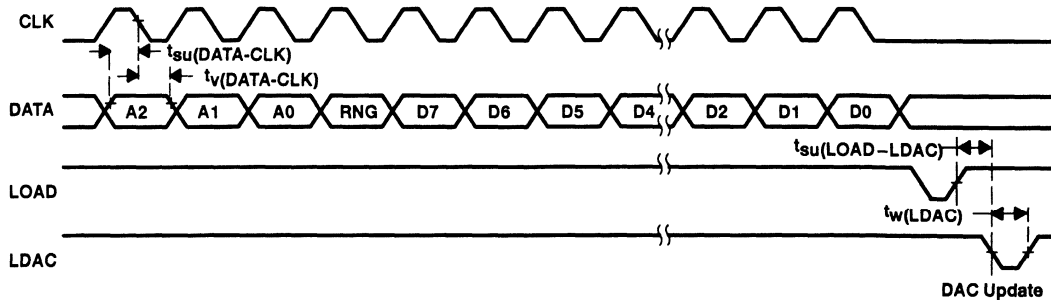 CLK
tsu(DATA-CLK)
tv(DATA-CLK)
DATA A2 A1 A0 RNG D7 D6 D5 D4 D2 D1 D0
tsu(LOAD–LDAC)
LOAD
tw(LDAC)
LDAC
DAC Update